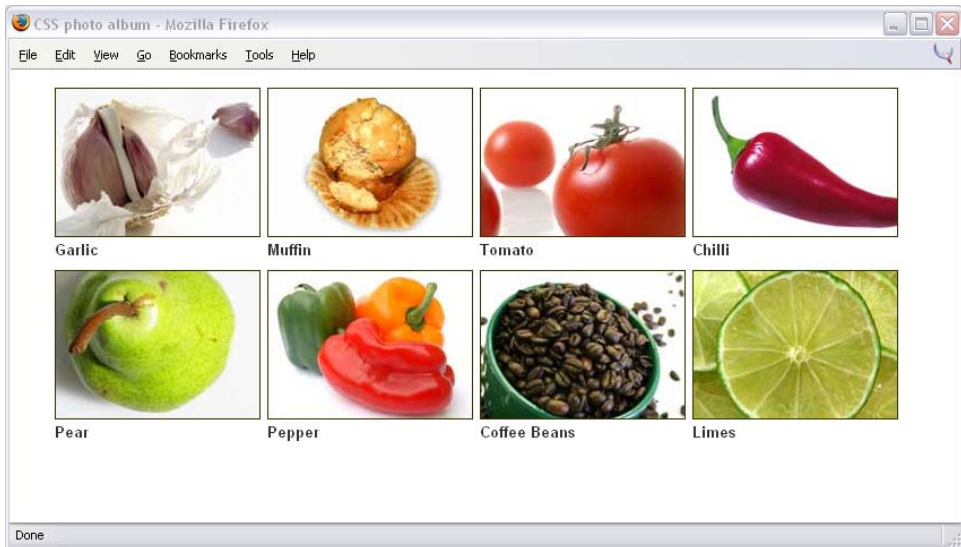 CSS photo album - Mozilla Firefox
File Edit View Go Bookmarks Tools Help
Garlic Muffin Tomato Chilli
Pear Pepper Coffee Beans Limes
Done